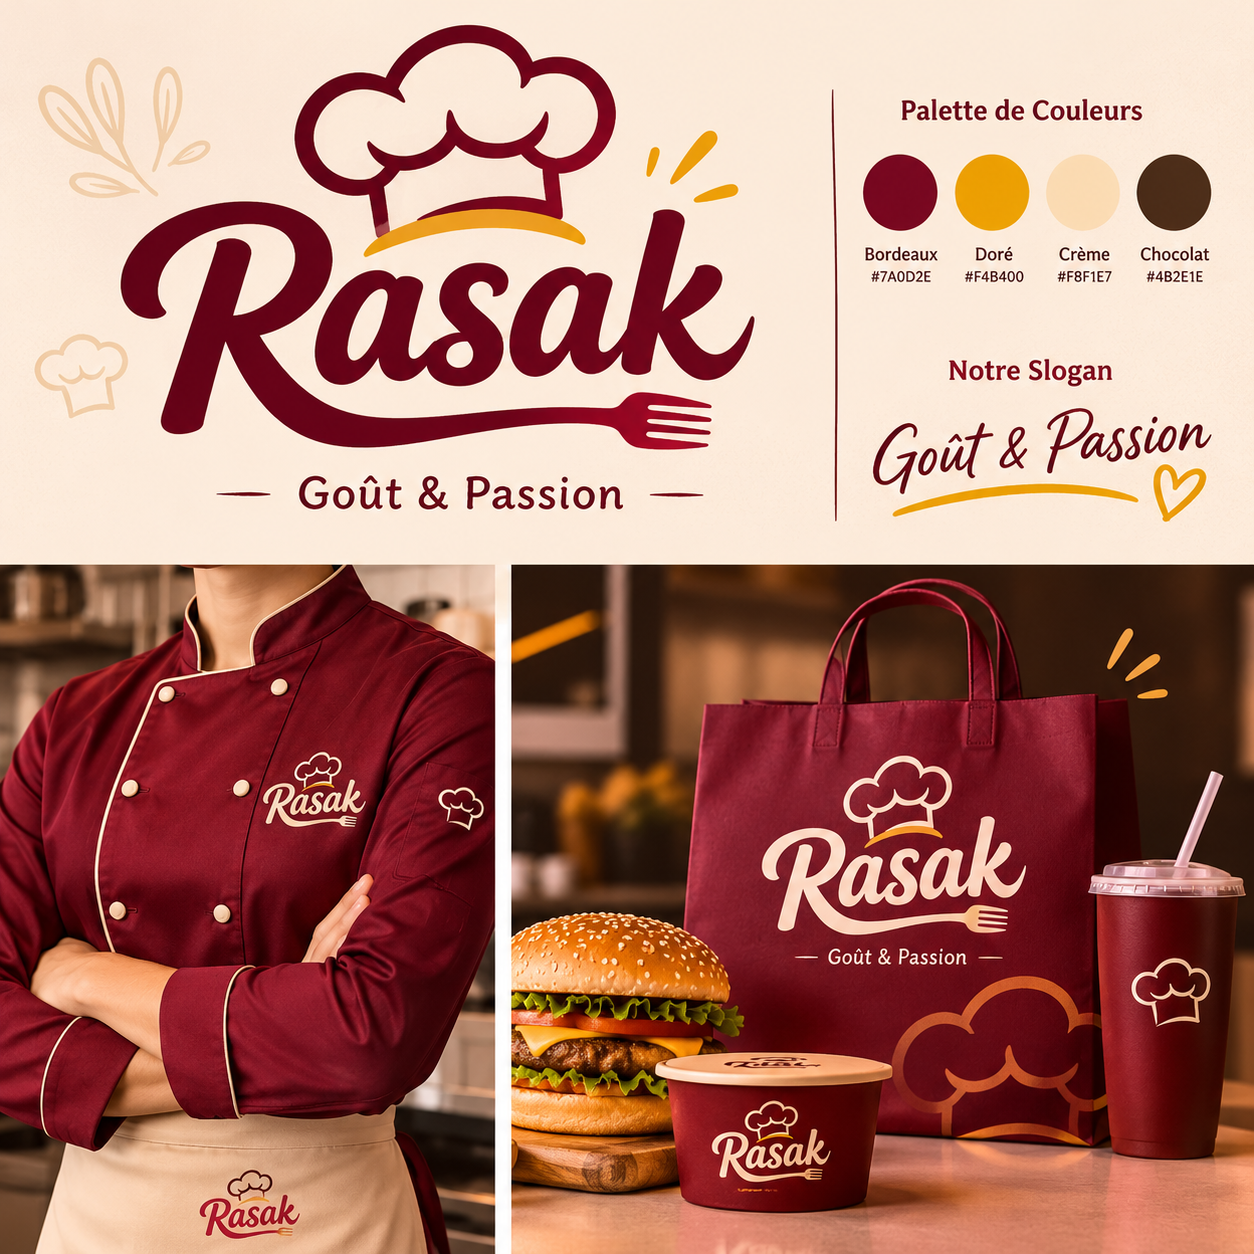 Rasak
Goût & Passion
Palette de Couleurs
Bordeaux
#7A0D2E
Doré
#F4B400
Crème
#F8F1E7
Chocolat
#4B2E1E
Notre Slogan
Goût & Passion
Rasak
Rasak
Rasak
Goût & Passion
Rasak